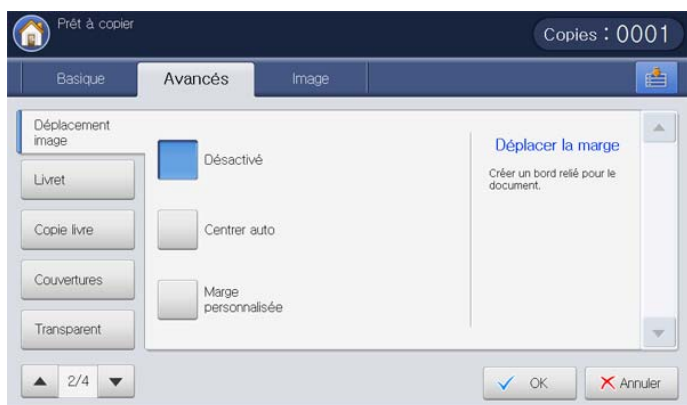 Prêt à copier
Copies : 0001
Basique
Avancés
Image
Déplacement
image
Livret
Copie livre
Couvertures
Transparent
2/4
Désactivé
Centrer auto
Marge
personnalisée
Déplacer la marge
Créer un bord relié pour le
document.
OK
Annuler